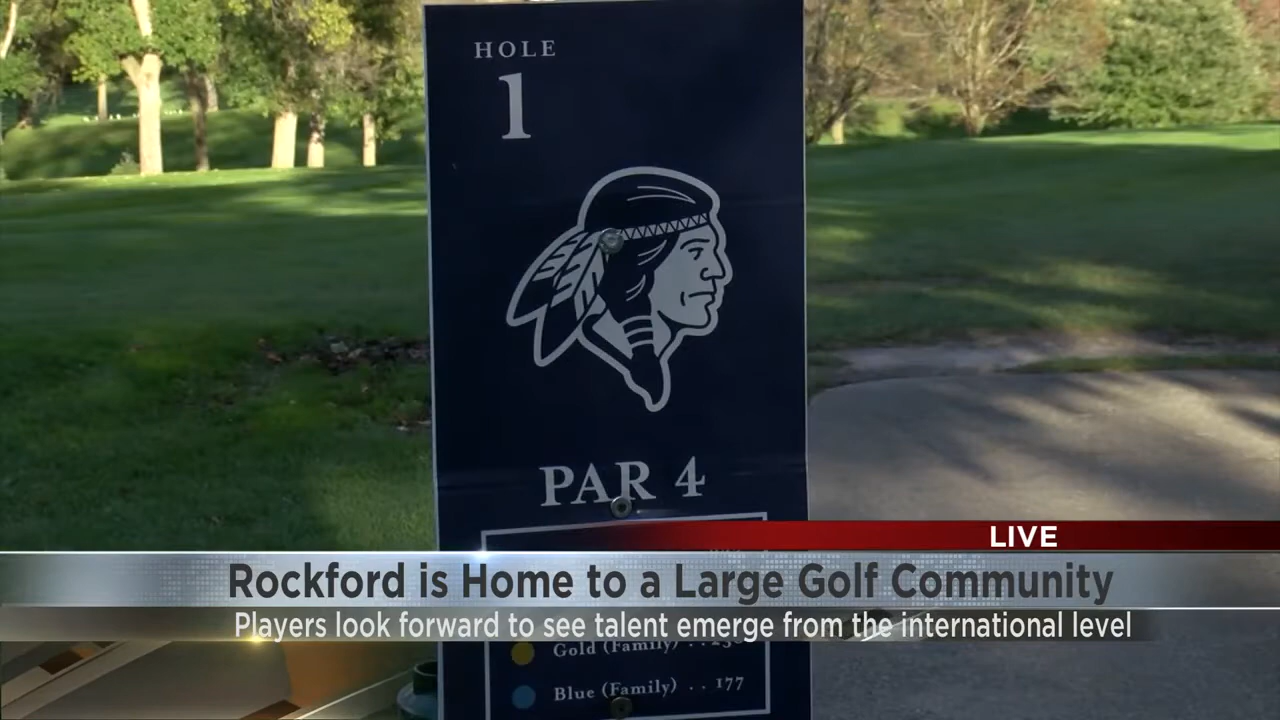 HOLE
1
PAR 4
LIVE
Rockford is Home to a Large Golf Community
Players look forward to see talent emerge from the international level
Gold (Family) . .
Blue (Family) . . 177